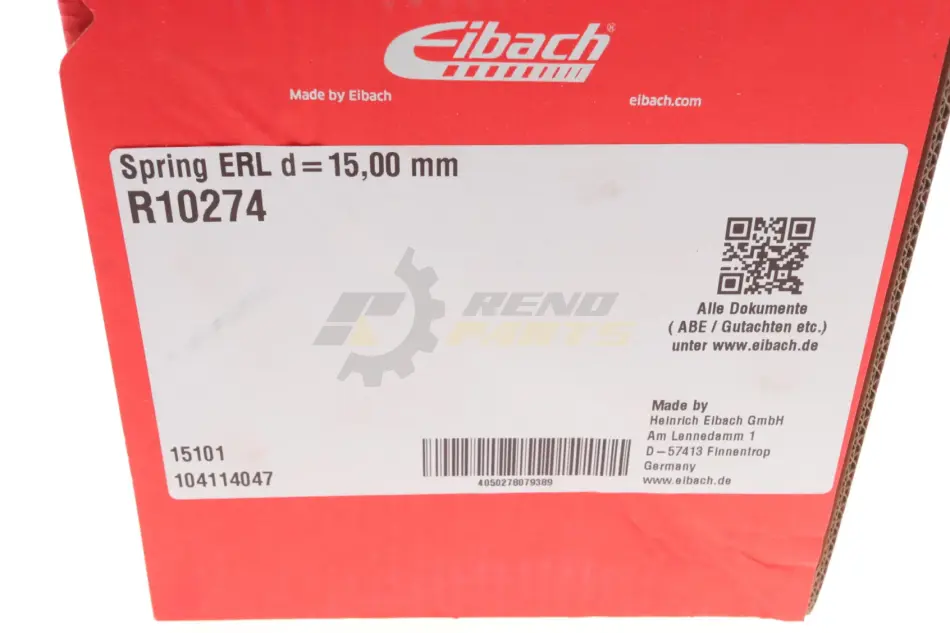 Eibach®
Made by Eibach
eibach.com
Spring ERL d=15,00 mm
R10274
RENO
PARTS
Alle Dokumente
( ABE / Gutachten etc.)
unter www.eibach.de
Made by
Heinrich Eibach GmbH
Am Lennedamm 1
D-57413 Finnentrop
Germany
www.eibach.de
15101
104114047
4050278079389